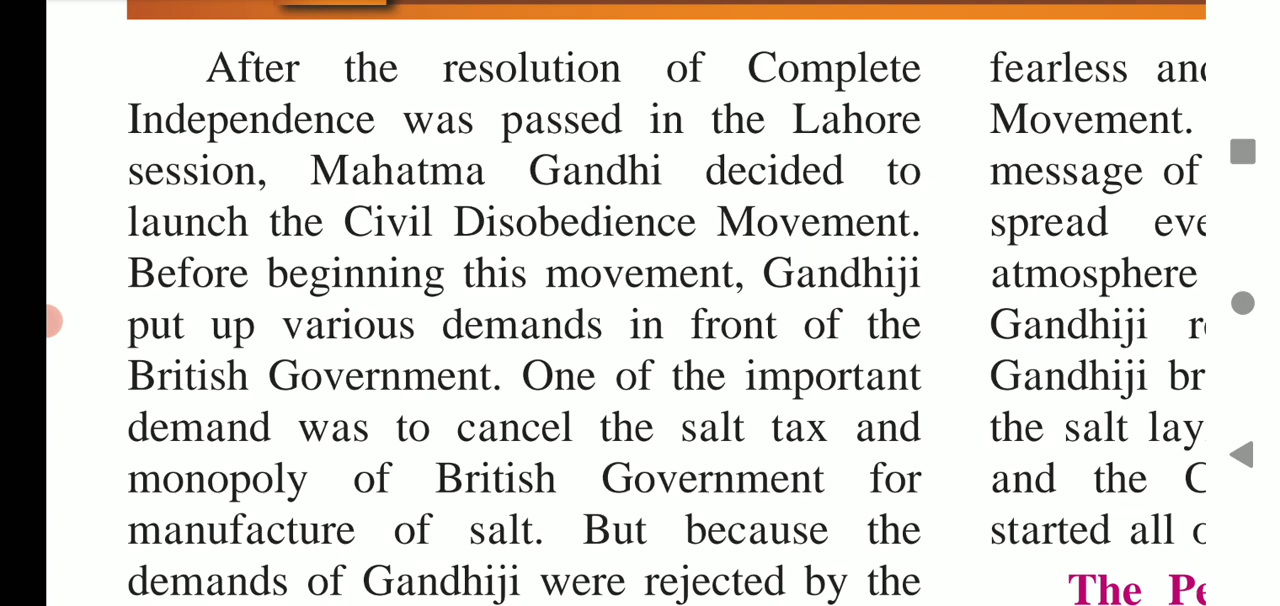 After the resolution of Complete
Independence was passed in the Lahore
session, Mahatma Gandhi decided to
launch the Civil Disobedience Movement.
Before beginning this movement, Gandhiji
put up various demands in front of the
British Government. One of the important
demand was to cancel the salt tax and
monopoly of British Government for
manufacture of salt. But because the
demands of Gandhiji were rejected by the
fearless
Movement.
message of
spread
atmosphere
Gandhiji
Gandhiji
the salt
and the
started all
The